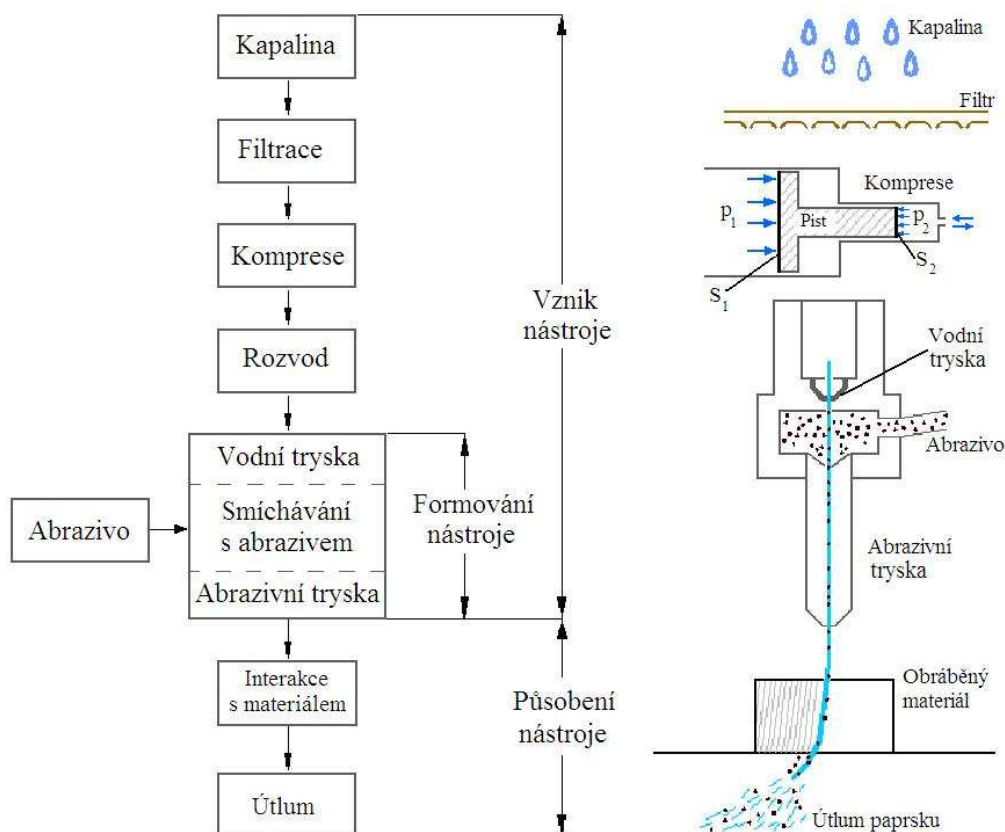 Kapalina
Filtrace
Komprese
Rozvod
Vodní tryska
Smíchávání
s abrazivem
Abrazivní tryska
Abrazivo
Interakce
s materiálem
Útlum
Vznik
nástroje
Formování
nástroje
Působení
nástroje
Kapalina
Filtr
Komprese
p1
Pist
p2
S2
S1
Vodní
tryska
Abrazivo
Abrazivní
tryska
Obráběný
materiál
Útlum paprsku